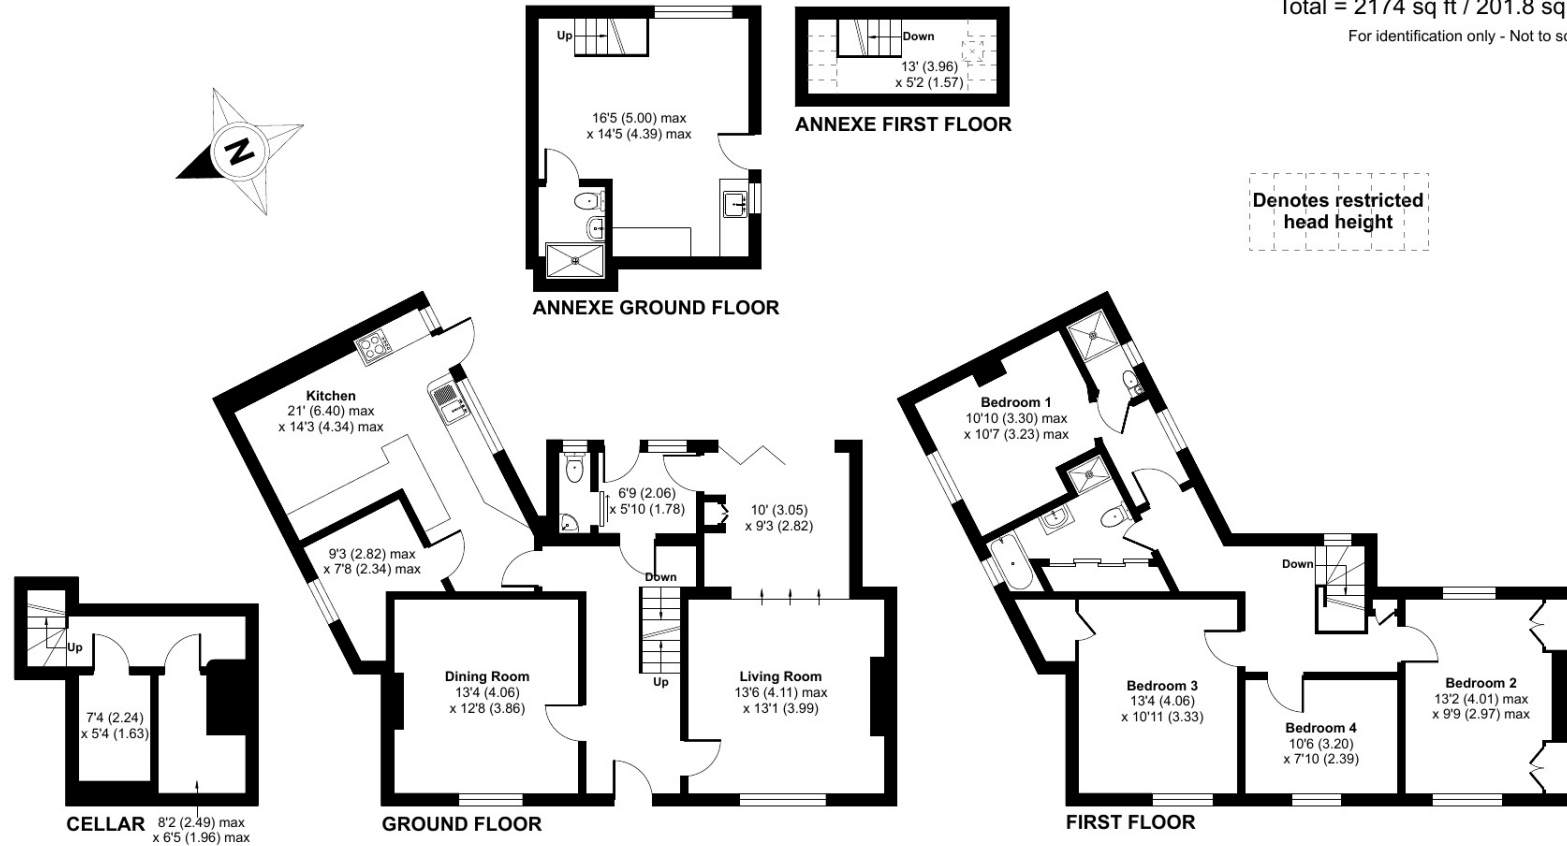 Total = 2174 sq ft / 201.8 sq
For identification only - Not to sc
Up
Down
13' (3.96)
x 5'2 (1.57)
ANNEXE FIRST FLOOR
16'5 (5.00) max
x 14'5 (4.39) max
N
Denotes restricted
head height
ANNEXE GROUND FLOOR
Kitchen
21' (6.40) max
x 14'3 (4.34) max
9'3 (2.82) max
x 7'8 (2.34) max
6'9 (2.06)
x 5'10 (1.78)
10' (3.05)
x 9'3 (2.82)
Down
Up
Dining Room
13'4 (4.06)
x 12'8 (3.86)
Living Room
13'6 (4.11) max
x 13'1 (3.99)
GROUND FLOOR
Up
7'4 (2.24)
x 5'4 (1.63)
CELLAR
8'2 (2.49) max
x 6'5 (1.96) max
Bedroom 1
10'10 (3.30) max
x 10'7 (3.23) max
Down
Bedroom 3
13'4 (4.06)
x 10'11 (3.33)
Bedroom 4
10'6 (3.20)
x 7'10 (2.39)
Bedroom 2
13'2 (4.01) max
x 9'9 (2.97) max
FIRST FLOOR